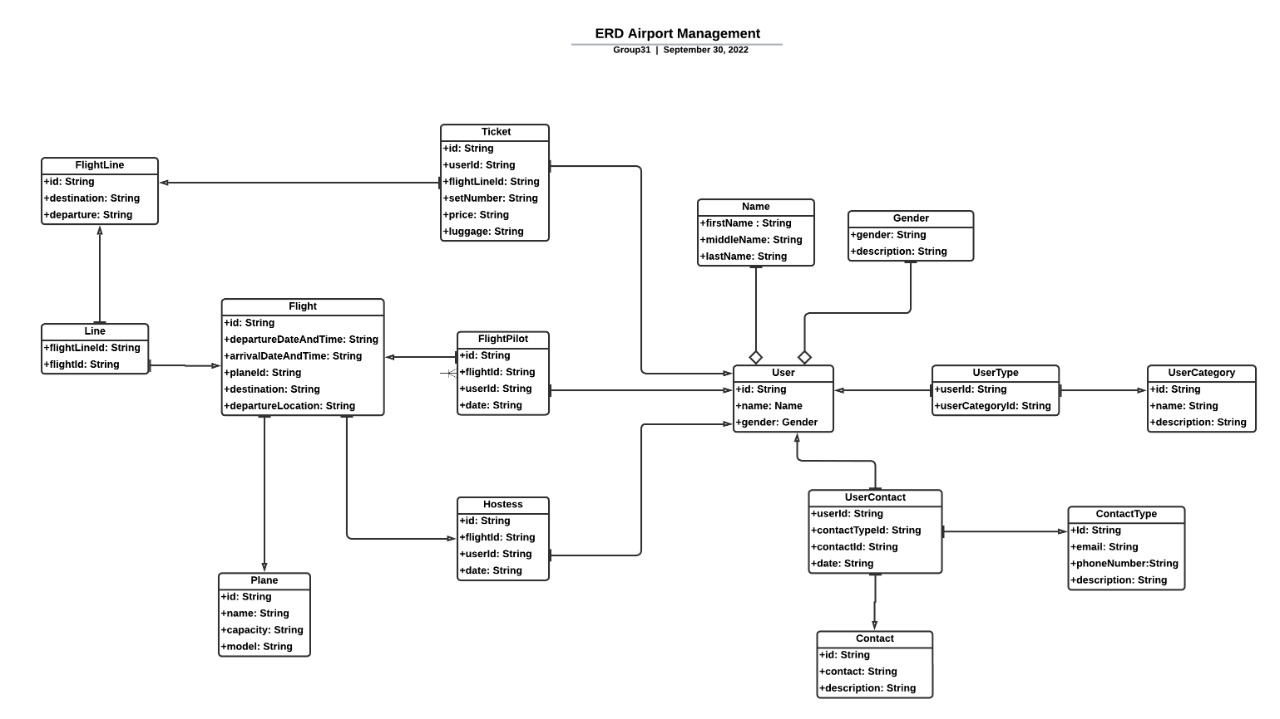 ERD Airport Management
Group31 | September 30, 2022
Ticket
+id: String
+userId: String
+flightLineId: String
+setNumber: String
+price: String
+luggage: String
FlightLine
+id: String
+destination: String
+departure: String
Name
+firstName : String
+middleName: String
+lastName: String
Gender
+gender: String
+description: String
Flight
+id: String
+departureDateAndTime: String
+arrivalDateAndTime: String
+planeId: String
+destination: String
+departureLocation: String
Line
+flightLineId: String
+flightId: String
FlightPilot
+id: String
+flightId: String
+userId: String
+date: String
User
+id: String
+name: Name
+gender: Gender
UserType
+userId: String
+userCategoryId: String
UserCategory
+id: String
+name: String
+description: String
Hostess
+id: String
+flightId: String
+userId: String
+date: String
UserContact
+userId: String
+contactTypeId: String
+contactId: String
+date: String
ContactType
+Id: String
+email: String
+phoneNumber:String
+description: String
Plane
+id: String
+name: String
+capacity: String
+model: String
Contact
+id: String
+contact: String
+description: String